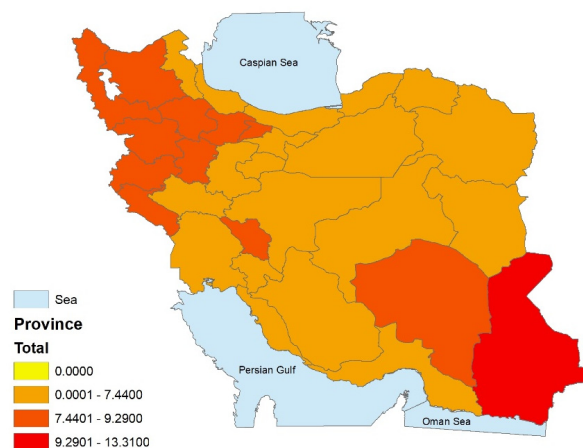 Caspian Sea
Sea
Province
Total
0.0000
0.0001 - 7.4400
7.4401 - 9.2900
9.2901 - 13.3100
Persian Gulf
Oman Sea